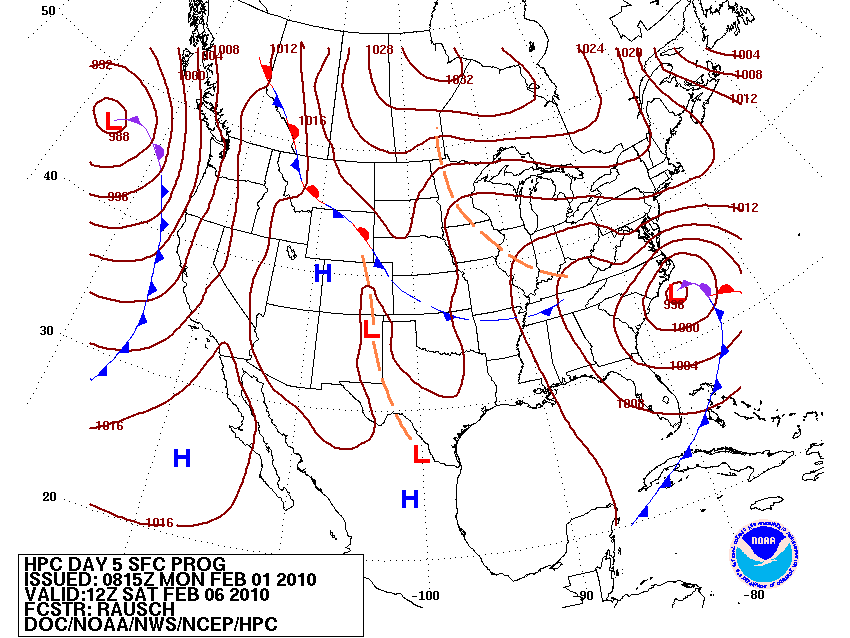 50
1008
1004
1012
1028
1024
1020
1004
992
1000
1032
1008
1012
L
1016
988
40
996
1012
H
L
996
30
L
1000
1004
1008
1016
L
H
H
20
1016
NOAA
HPC DAY 5 SFC PROG
ISSUED: 0815Z MON FEB 01 2010
VALID:12Z SAT FEB 06 2010
FCSTR: RAUSCH
DOC/NOAA/NWS/NCEP/HPC
-100
-90
-80